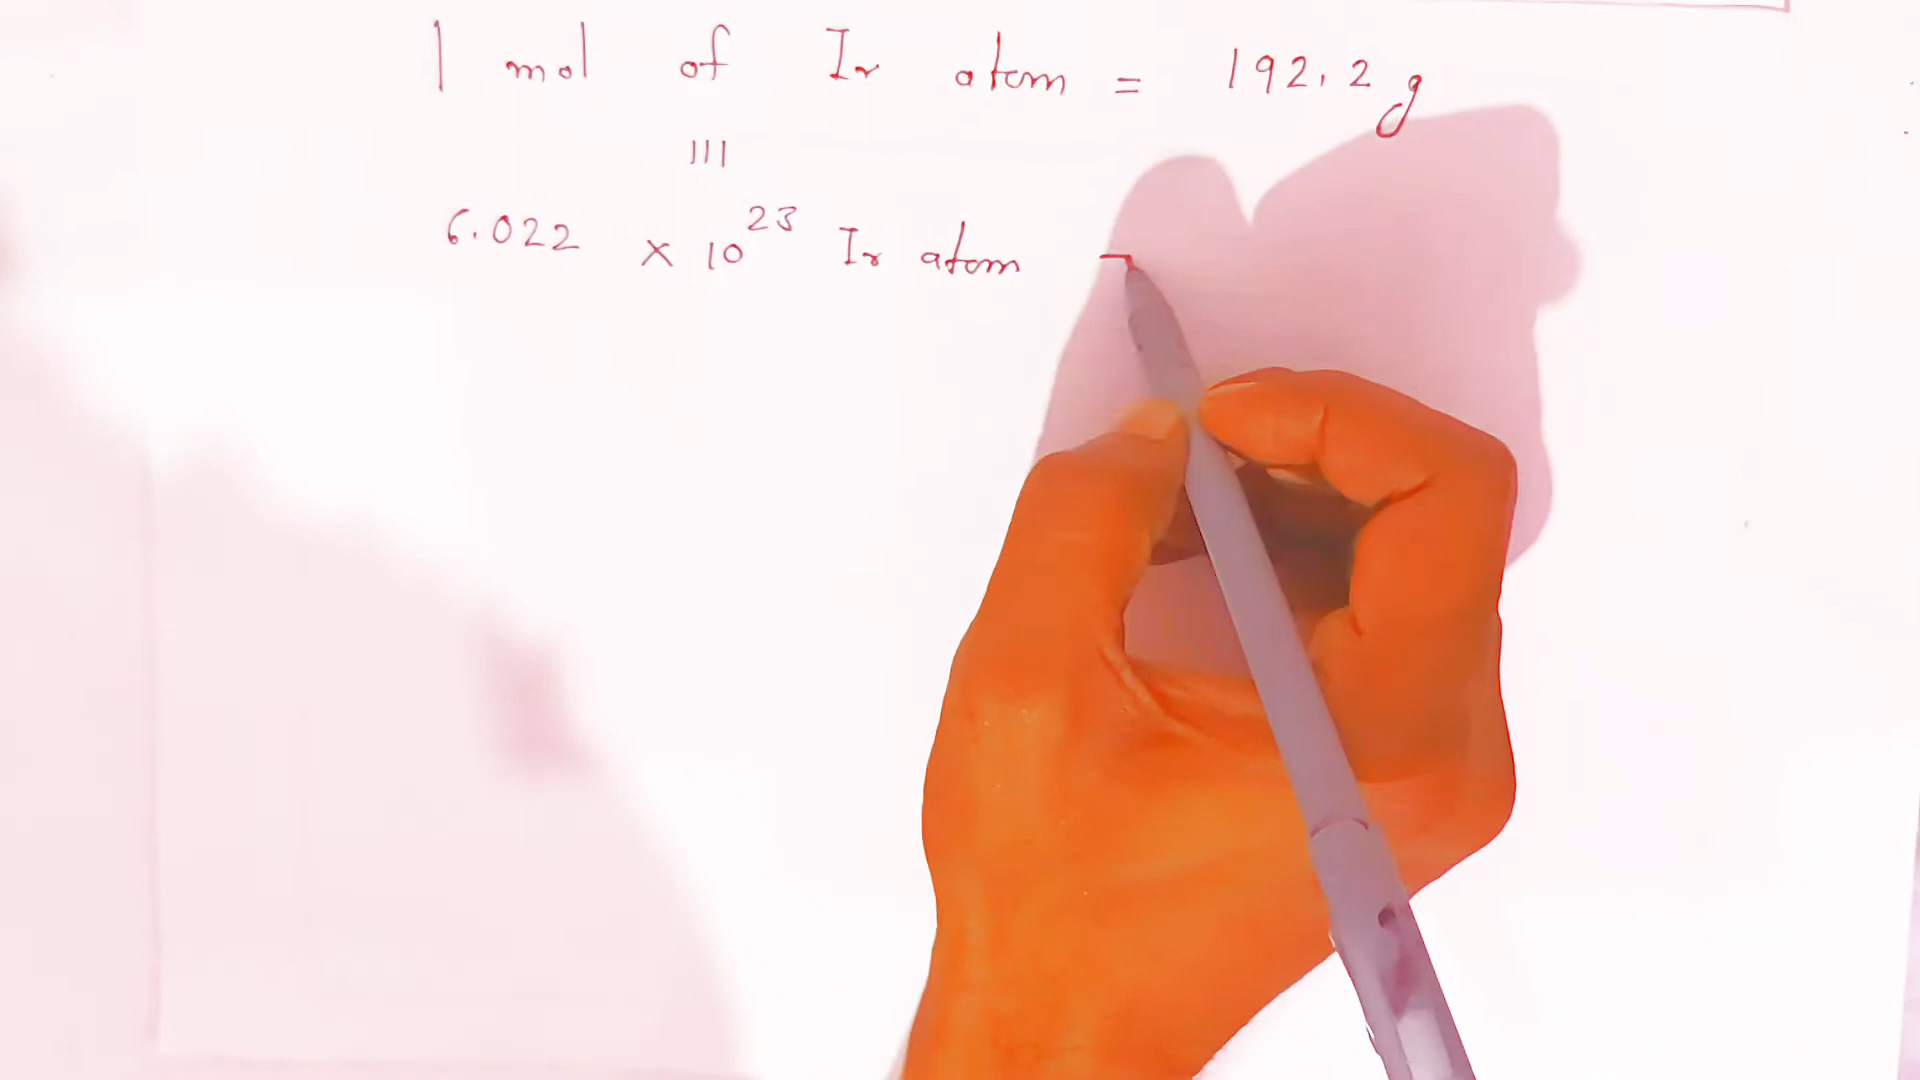 1 mol of Ir atom = 192.2 g
|||
6.022 × 10²³ Ir atom –